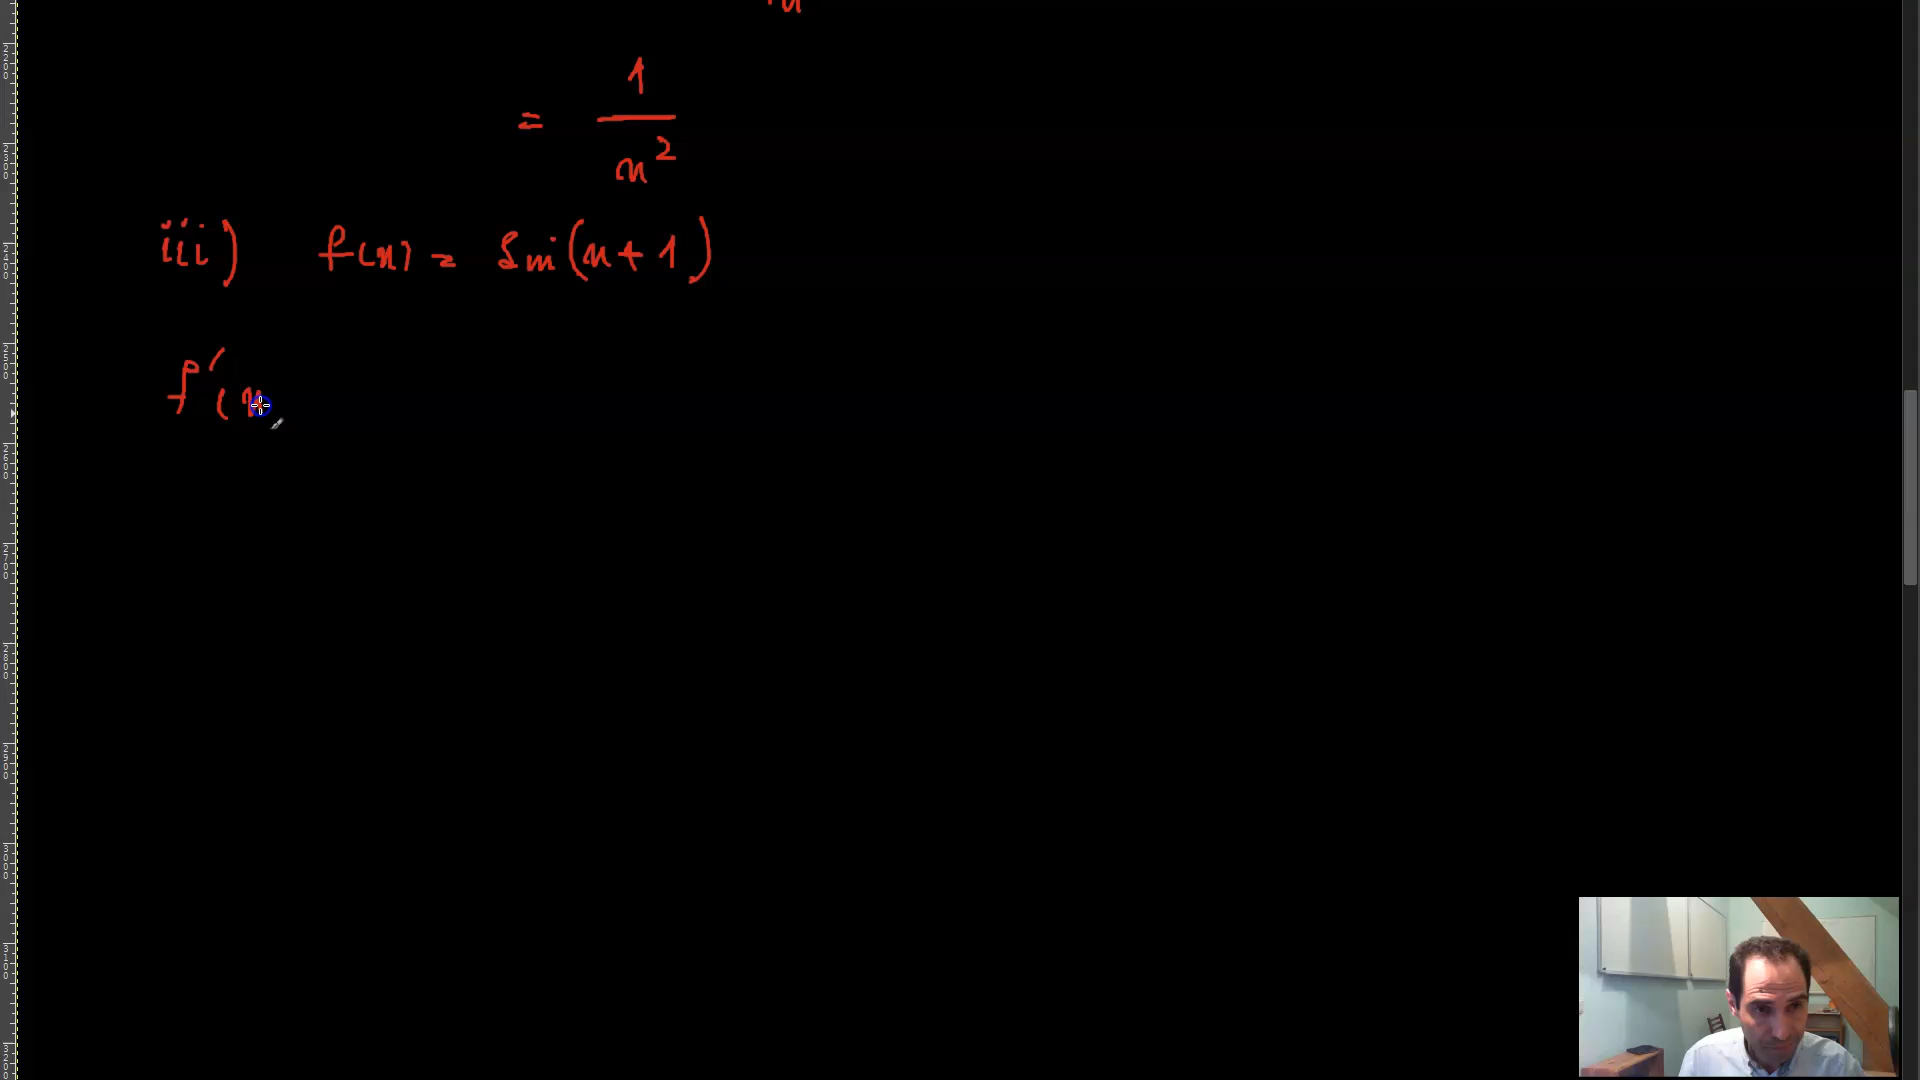 = 1 / x²
iii) f(x) = Sin(x+1)
f'(x